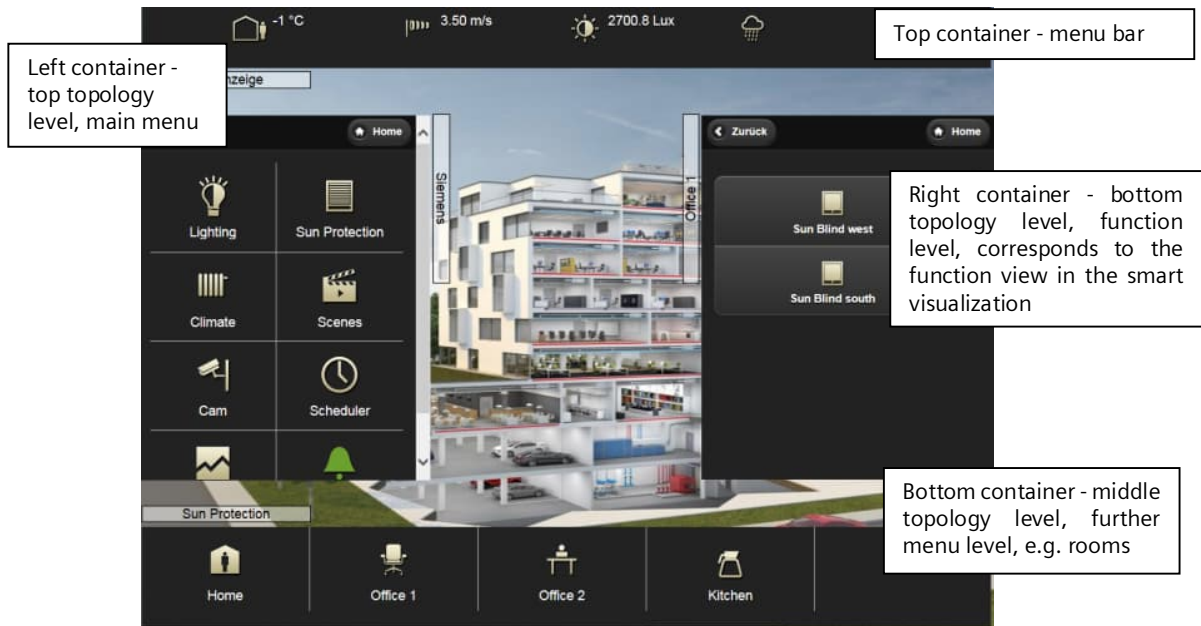 -1 °C
3.50 m/s
2700.8 Lux
Top container - menu bar
Left container -
top topology
level, main menu
nzeige
Home
Siemens
Lighting
Sun Protection
Climate
Scenes
Cam
Scheduler
Office 1
Zurück
Home
Sun Blind west
Sun Blind south
Right container - bottom
topology level, function
level, corresponds to the
function view in the smart
visualization
Sun Protection
Home
Office 1
Office 2
Kitchen
Bottom container - middle
topology level, further
menu level, e.g. rooms